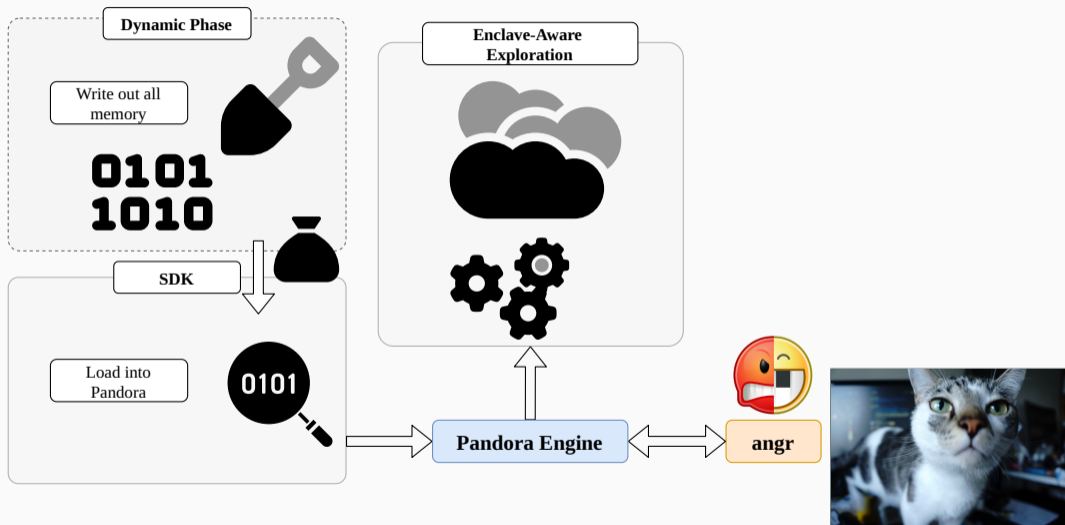 Dynamic Phase
Write out all
memory
0101
1010
SDK
Load into
Pandora
0101
Enclave-Aware
Exploration
Pandora Engine
angr